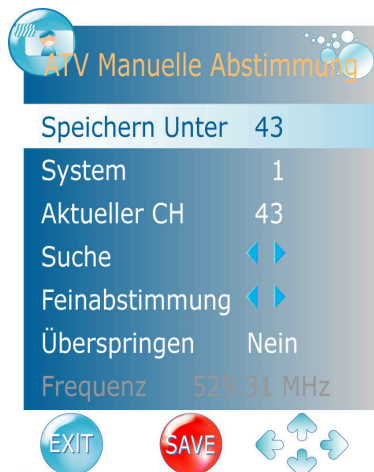 ATV Manuelle Abstimmung
Speichern Unter 43
System 1
Aktueller CH 43
Suche
Feinabstimmung
Überspringen Nein
Frequenz 529.31 MHz
EXIT SAVE